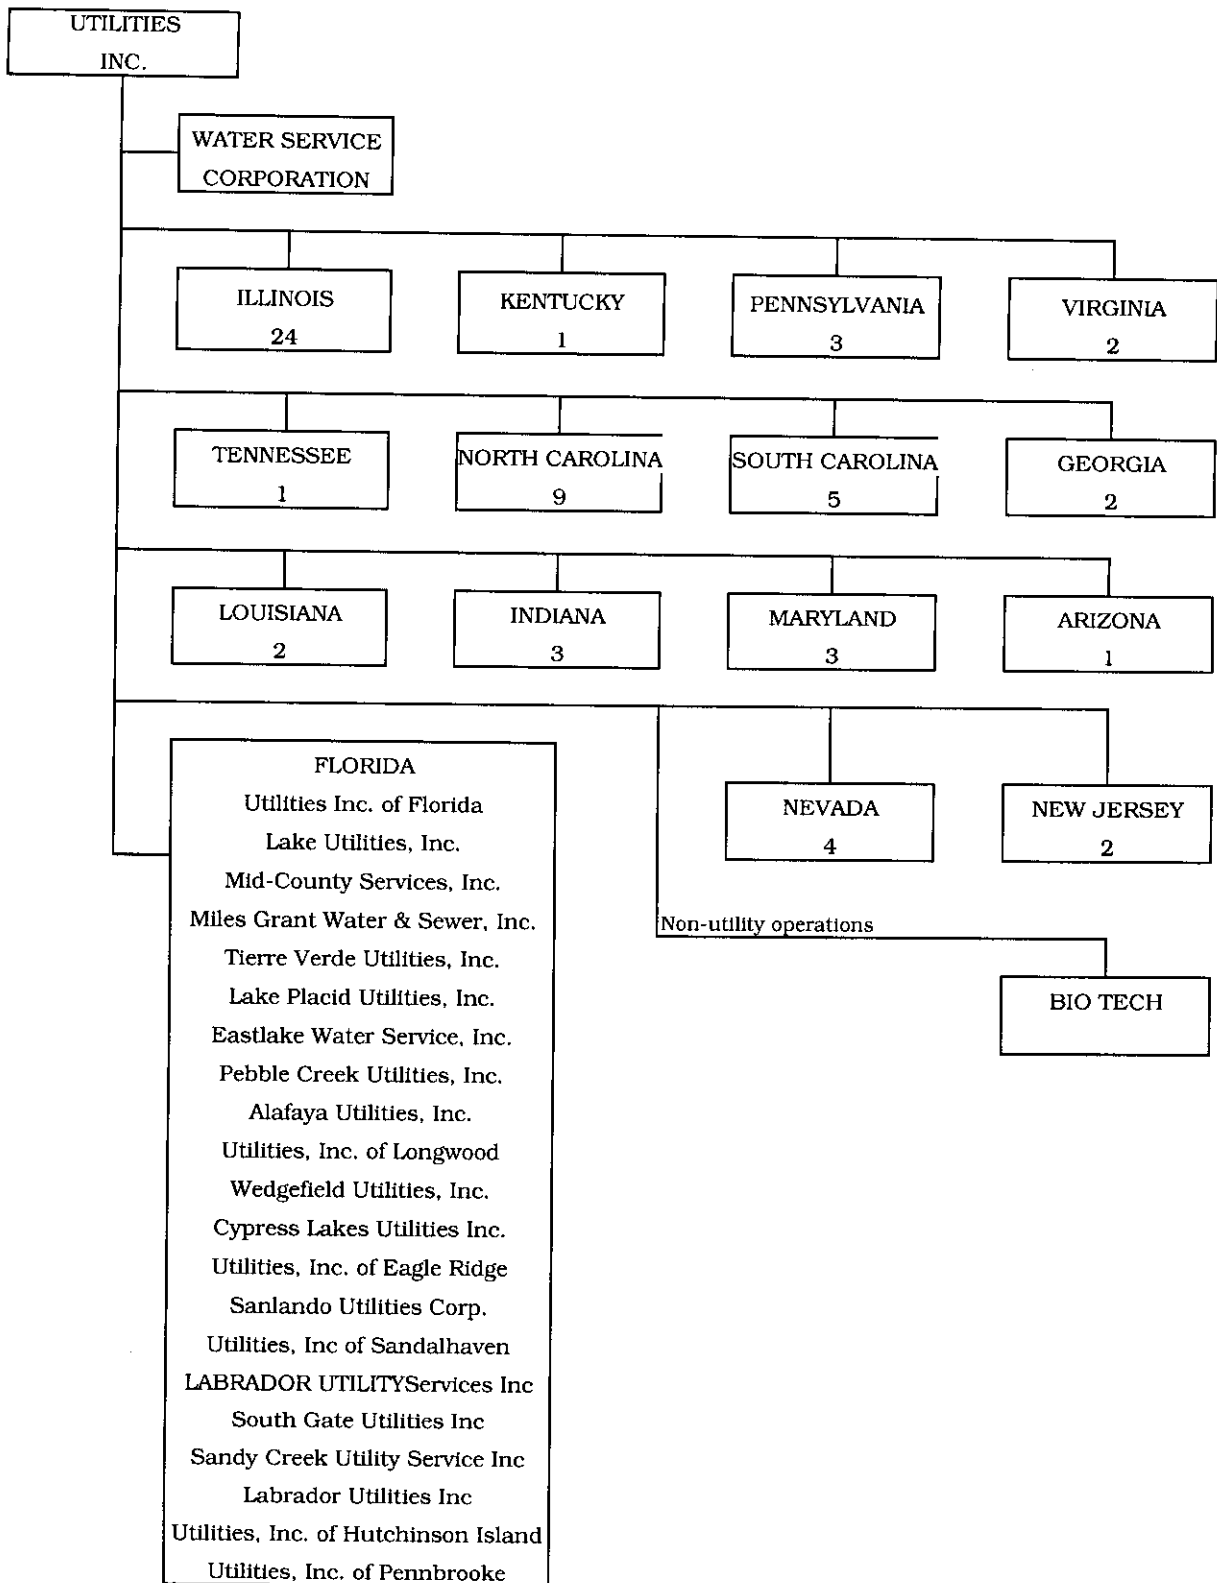 UTILITIES
INC.
WATER SERVICE
CORPORATION
ILLINOIS
24
KENTUCKY
1
PENNSYLVANIA
3
VIRGINIA
2
TENNESSEE
1
NORTH CAROLINA
9
SOUTH CAROLINA
5
GEORGIA
2
LOUISIANA
2
INDIANA
3
MARYLAND
3
ARIZONA
1
FLORIDA
Utilities Inc. of Florida
Lake Utilities, Inc.
Mid-County Services, Inc.
Miles Grant Water & Sewer, Inc.
Tierre Verde Utilities, Inc.
Lake Placid Utilities, Inc.
Eastlake Water Service, Inc.
Pebble Creek Utilities, Inc.
Alafaya Utilities, Inc.
Utilities, Inc. of Longwood
Wedgefield Utilities, Inc.
Cypress Lakes Utilities Inc.
Utilities, Inc. of Eagle Ridge
Sanlando Utilities Corp.
Utilities, Inc of Sandalhaven
LABRADOR UTILITYServices Inc
South Gate Utilities Inc
Sandy Creek Utility Service Inc
Labrador Utilities Inc
Utilities, Inc. of Hutchinson Island
Utilities, Inc. of Pennbrooke
NEVADA
4
NEW JERSEY
2
Non-utility operations
BIO TECH